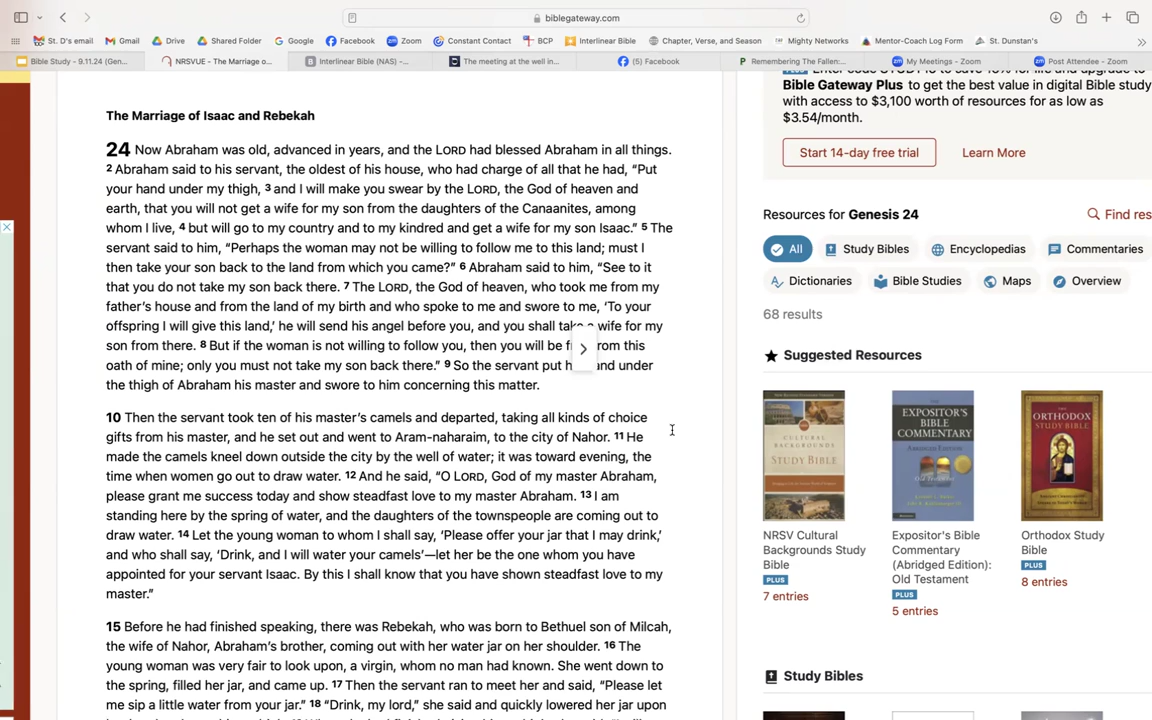 biblegateway.com
St. D's email
Gmail
Drive
Shared Folder
Google
Facebook
Zoom
Constant Contact
BCP
Interlinear Bible
Chapter, Verse, and Season
Mighty Networks
Mentor-Coach Log Form
St. Dunstan's
Bible Study - 9.11.24 (Gen...
NRSVUE - The Marriage o...
Interlinear Bible (NAS) -...
The meeting at the well in...
(5) Facebook
Remembering The Fallen:...
My Meetings - Zoom
Post Attendee - Zoom
The Marriage of Isaac and Rebekah
24 Now Abraham was old, advanced in years, and the LORD had blessed Abraham in all things.
2 Abraham said to his servant, the oldest of his house, who had charge of all that he had, “Put
your hand under my thigh, 3 and I will make you swear by the LORD, the God of heaven and
earth, that you will not get a wife for my son from the daughters of the Canaanites, among
whom I live, 4 but will go to my country and to my kindred and get a wife for my son Isaac.” 5 The
servant said to him, “Perhaps the woman may not be willing to follow me to this land; must I
then take your son back to the land from which you came?” 6 Abraham said to him, “See to it
that you do not take my son back there. 7 The LORD, the God of heaven, who took me from my
father’s house and from the land of my birth and who spoke to me and swore to me, ‘To your
offspring I will give this land,’ he will send his angel before you, and you shall take a wife for my
son from there. 8 But if the woman is not willing to follow you, then you will be from this
oath of mine; only you must not take my son back there.” 9 So the servant put and under
the thigh of Abraham his master and swore to him concerning this matter.
10 Then the servant took ten of his master’s camels and departed, taking all kinds of choice
gifts from his master, and he set out and went to Aram-naharaim, to the city of Nahor. 11 He
made the camels kneel down outside the city by the well of water; it was toward evening, the
time when women go out to draw water. 12 And he said, “O LORD, God of my master Abraham,
please grant me success today and show steadfast love to my master Abraham. 13 I am
standing here by the spring of water, and the daughters of the townspeople are coming out to
draw water. 14 Let the young woman to whom I shall say, ‘Please offer your jar that I may drink,’
and who shall say, ‘Drink, and I will water your camels’—let her be the one whom you have
appointed for your servant Isaac. By this I shall know that you have shown steadfast love to my
master.”
15 Before he had finished speaking, there was Rebekah, who was born to Bethuel son of Milcah,
the wife of Nahor, Abraham’s brother, coming out with her water jar on her shoulder. 16 The
young woman was very fair to look upon, a virgin, whom no man had known. She went down to
the spring, filled her jar, and came up. 17 Then the servant ran to meet her and said, “Please let
me sip a little water from your jar.” 18 “Drink, my lord,” she said and quickly lowered her jar upon
Bible Gateway Plus to get the best value in digital Bible study
with access to $3,100 worth of resources for as low as
$3.54/month.
Start 14-day free trial
Learn More
Resources for Genesis 24
Find res
All
Study Bibles
Encyclopedias
Commentaries
Dictionaries
Bible Studies
Maps
Overview
68 results
Suggested Resources
CULTURAL
BACKGROUNDS
STUDY BIBLE
EXPOSITOR'S
BIBLE
COMMENTARY
THE
ORTHODOX
STUDY BIBLE
NRSV Cultural
Backgrounds Study
Bible
PLUS
7 entries
Expositor's Bible
Commentary
(Abridged Edition):
Old Testament
PLUS
5 entries
Orthodox Study
Bible
PLUS
8 entries
Study Bibles